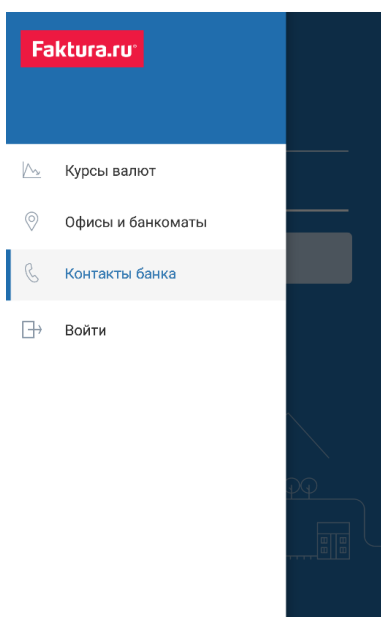 Faktura.ru
Курсы валют
Офисы и банкоматы
Контакты банка
Войти